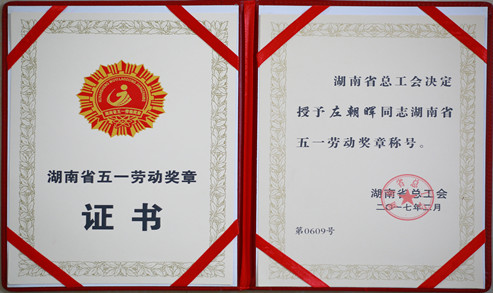 湖南省五一劳动奖章
证书
湖南省总工会决定
授予左朝晖同志湖南省
五一劳动奖章称号。
湖南省总工会
二〇一七年二月
第0609号